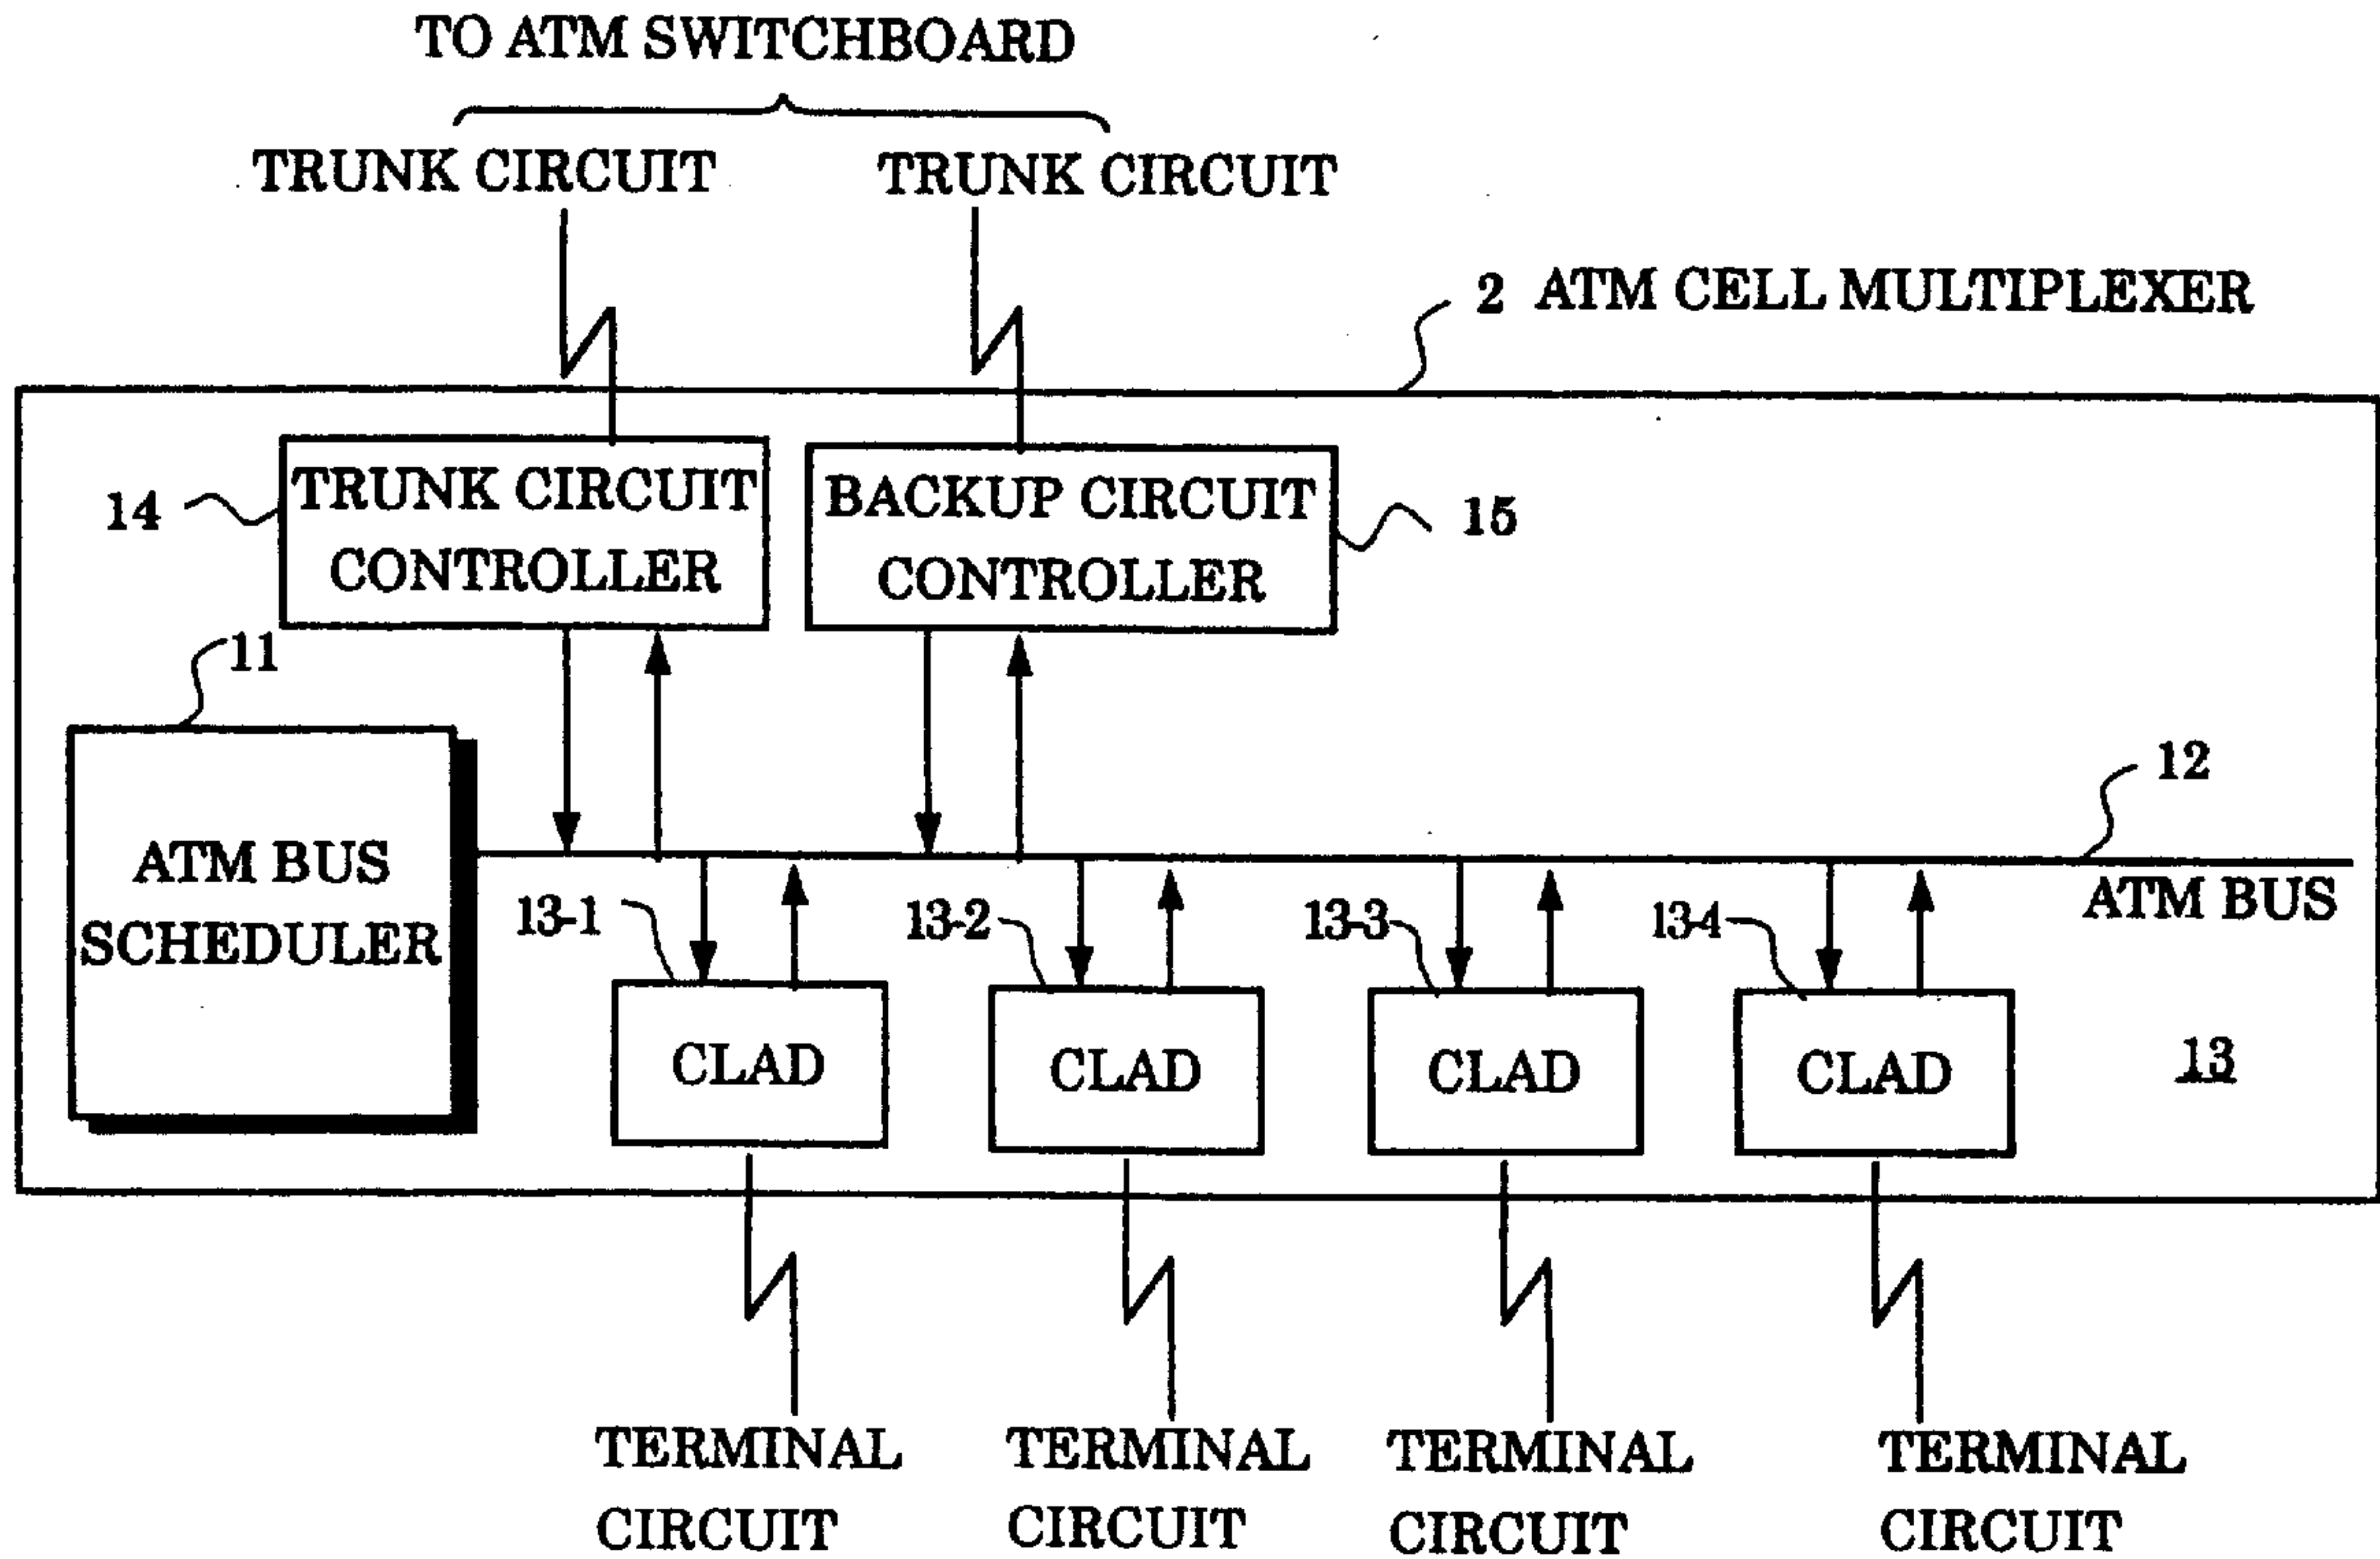 TO ATM SWITCHBOARD
TRUNK CIRCUIT
TRUNK CIRCUIT
2 ATM CELL MULTIPLEXER
14
TRUNK CIRCUIT
CONTROLLER
BACKUP CIRCUIT
CONTROLLER
15
11
12
ATM BUS
SCHEDULER
ATM BUS
13-1
13-2
13-3
13-4
CLAD
CLAD
CLAD
CLAD
13
TERMINAL
CIRCUIT
TERMINAL
CIRCUIT
TERMINAL
CIRCUIT
TERMINAL
CIRCUIT